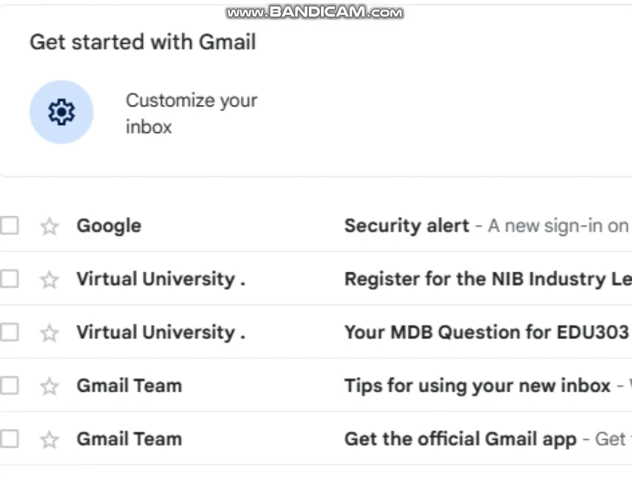 www.BANDICAM.com
Get started with Gmail
Customize your
inbox
Google Security alert - A new sign-in on
Virtual University . Register for the NIB Industry Le
Virtual University . Your MDB Question for EDU303
Gmail Team Tips for using your new inbox -
Gmail Team Get the official Gmail app - Get